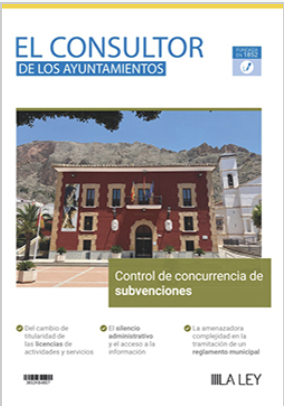 EL CONSULTOR
DE LOS AYUNTAMIENTOS
FUNDADO
EN 1852
Control de concurrencia de
subvenciones
Del cambio de
titularidad de
las licencias de
actividades y servicios
El silencio
administrativo
y el acceso a la
información
La amenazadora
complejidad en la
tramitación de un
reglamento municipal
LA LEY